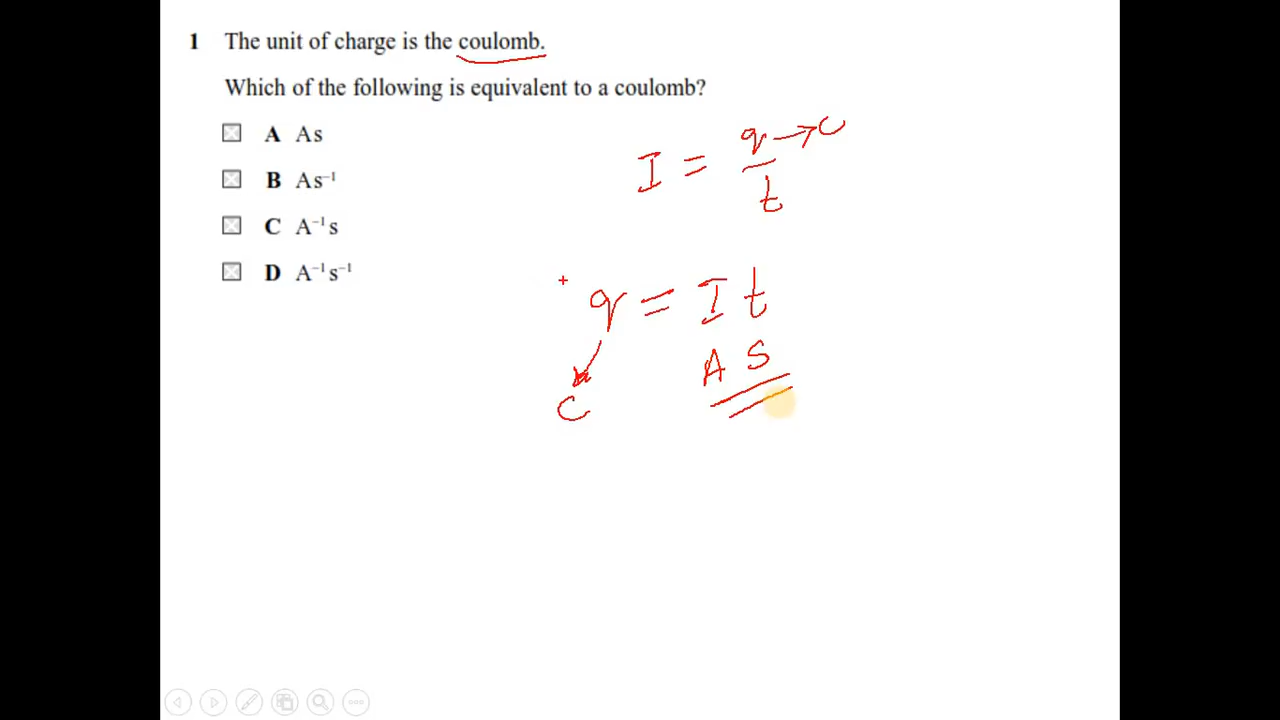 1 The unit of charge is the coulomb.
Which of the following is equivalent to a coulomb?
A As
B As⁻¹
C A⁻¹s
D A⁻¹s⁻¹
I = q/t → C
q = I t
C
A S